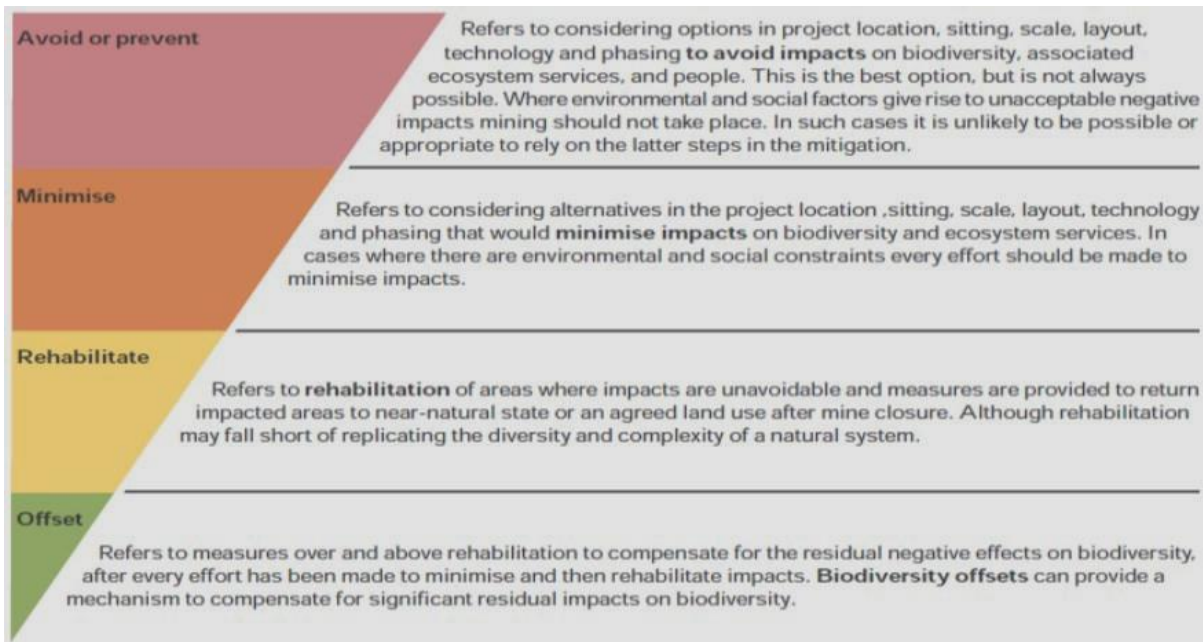 Avoid or prevent
Refers to considering options in project location, sitting, scale, layout,
technology and phasing to avoid impacts on biodiversity, associated
ecosystem services, and people. This is the best option, but is not always
possible. Where environmental and social factors give rise to unacceptable negative
impacts mining should not take place. In such cases it is unlikely to be possible or
appropriate to rely on the latter steps in the mitigation.
Minimise
Refers to considering alternatives in the project location ,sitting, scale, layout, technology
and phasing that would minimise impacts on biodiversity and ecosystem services. In
cases where there are environmental and social constraints every effort should be made to
minimise impacts.
Rehabilitate
Refers to rehabilitation of areas where impacts are unavoidable and measures are provided to return
impacted areas to near-natural state or an agreed land use after mine closure. Although rehabilitation
may fall short of replicating the diversity and complexity of a natural system.
Offset
Refers to measures over and above rehabilitation to compensate for the residual negative effects on biodiversity,
after every effort has been made to minimise and then rehabilitate impacts. Biodiversity offsets can provide a
mechanism to compensate for significant residual impacts on biodiversity.